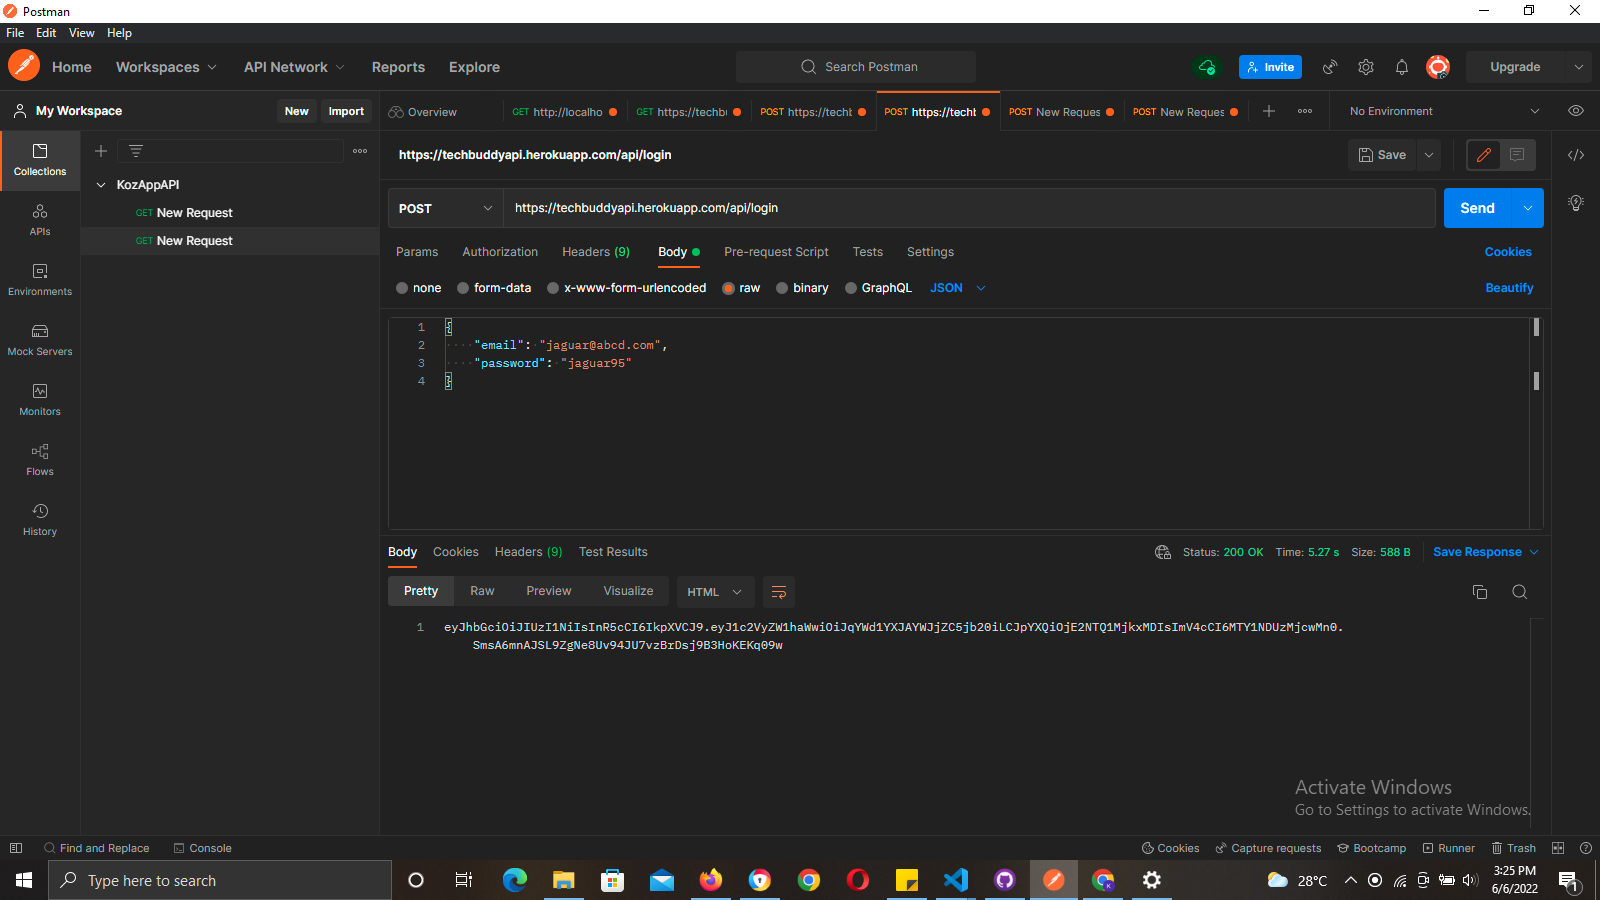 Postman
File Edit View Help
Home Workspaces API Network Reports Explore Search Postman Invite Upgrade
My Workspace New Import Overview GET http://localho GET https://techbu POST https://techb POST https://techb POST New Reques POST New Reques No Environment
Collections
APIs
Environments
Mock Servers
Monitors
Flows
History
KozAppAPI
GET New Request
GET New Request
https://techbuddyapi.herokuapp.com/api/login Save
POST https://techbuddyapi.herokuapp.com/api/login Send
Params Authorization Headers (9) Body Pre-request Script Tests Settings Cookies
none form-data x-www-form-urlencoded raw binary GraphQL JSON Beautify
1 {
2 "email": "jaguar@abcd.com",
3 "password": "jaguar95"
4 }
Body Cookies Headers (9) Test Results Status: 200 OK Time: 5.27 s Size: 588 B Save Response
Pretty Raw Preview Visualize HTML
1 eyJhbGciOiJIUzI1NiIsInR5cCI6IkpXVCJ9.eyJ1c2VyZW1haWwiOiJqYWd1YXJAYWJjZC5jb20iLCJpYXQiOjE2NTQ1MjkxMDIsImV4cCI6MTY1NDUzMjcwMn0.
SmsA6mnAJSL9ZgNe8Uv94JU7vzBrDsj9B3HoKEKq09w
Activate Windows
Go to Settings to activate Windows.
Find and Replace Console Cookies Capture requests Bootcamp Runner Trash
Type here to search 28°C 3:25 PM
6/6/2022 1